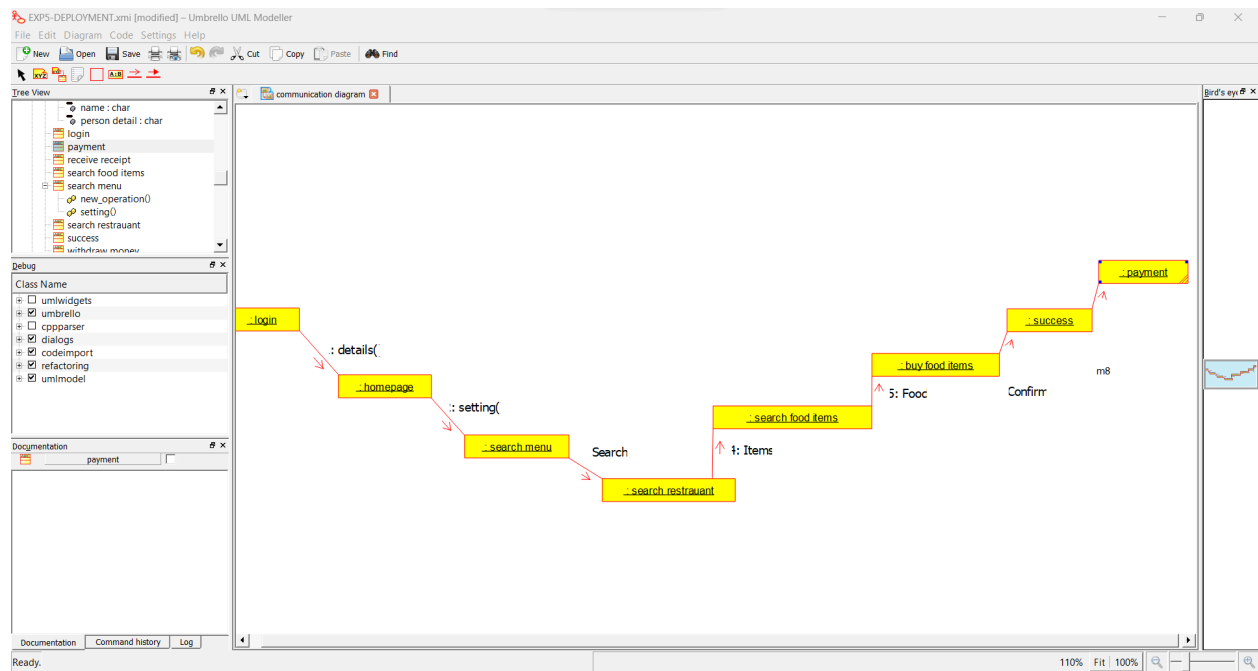 EXP5-DEPLOYMENT.xmi [modified] – Umbrello UML Modeller
File Edit Diagram Code Settings Help
New Open Save Cut Copy Paste Find
XYZ A:B
Tree View
communication diagram
Bird's eye
name : char
person detail : char
login
payment
receive receipt
search food items
search menu
new_operation()
setting()
search restrauant
success
withdraw money
Debug
Class Name
umlwidgets
umbrello
cppparser
dialogs
codeimport
refactoring
umlmodel
Documentation
payment
: payment
: login
: success
.: details(
: homepage
: buy food items
m8
5: Food
Confirm
.: setting(
: search food items
: search menu
Search
4: Items
: search restrauant
Documentation Command history Log
Ready.
110% Fit 100%